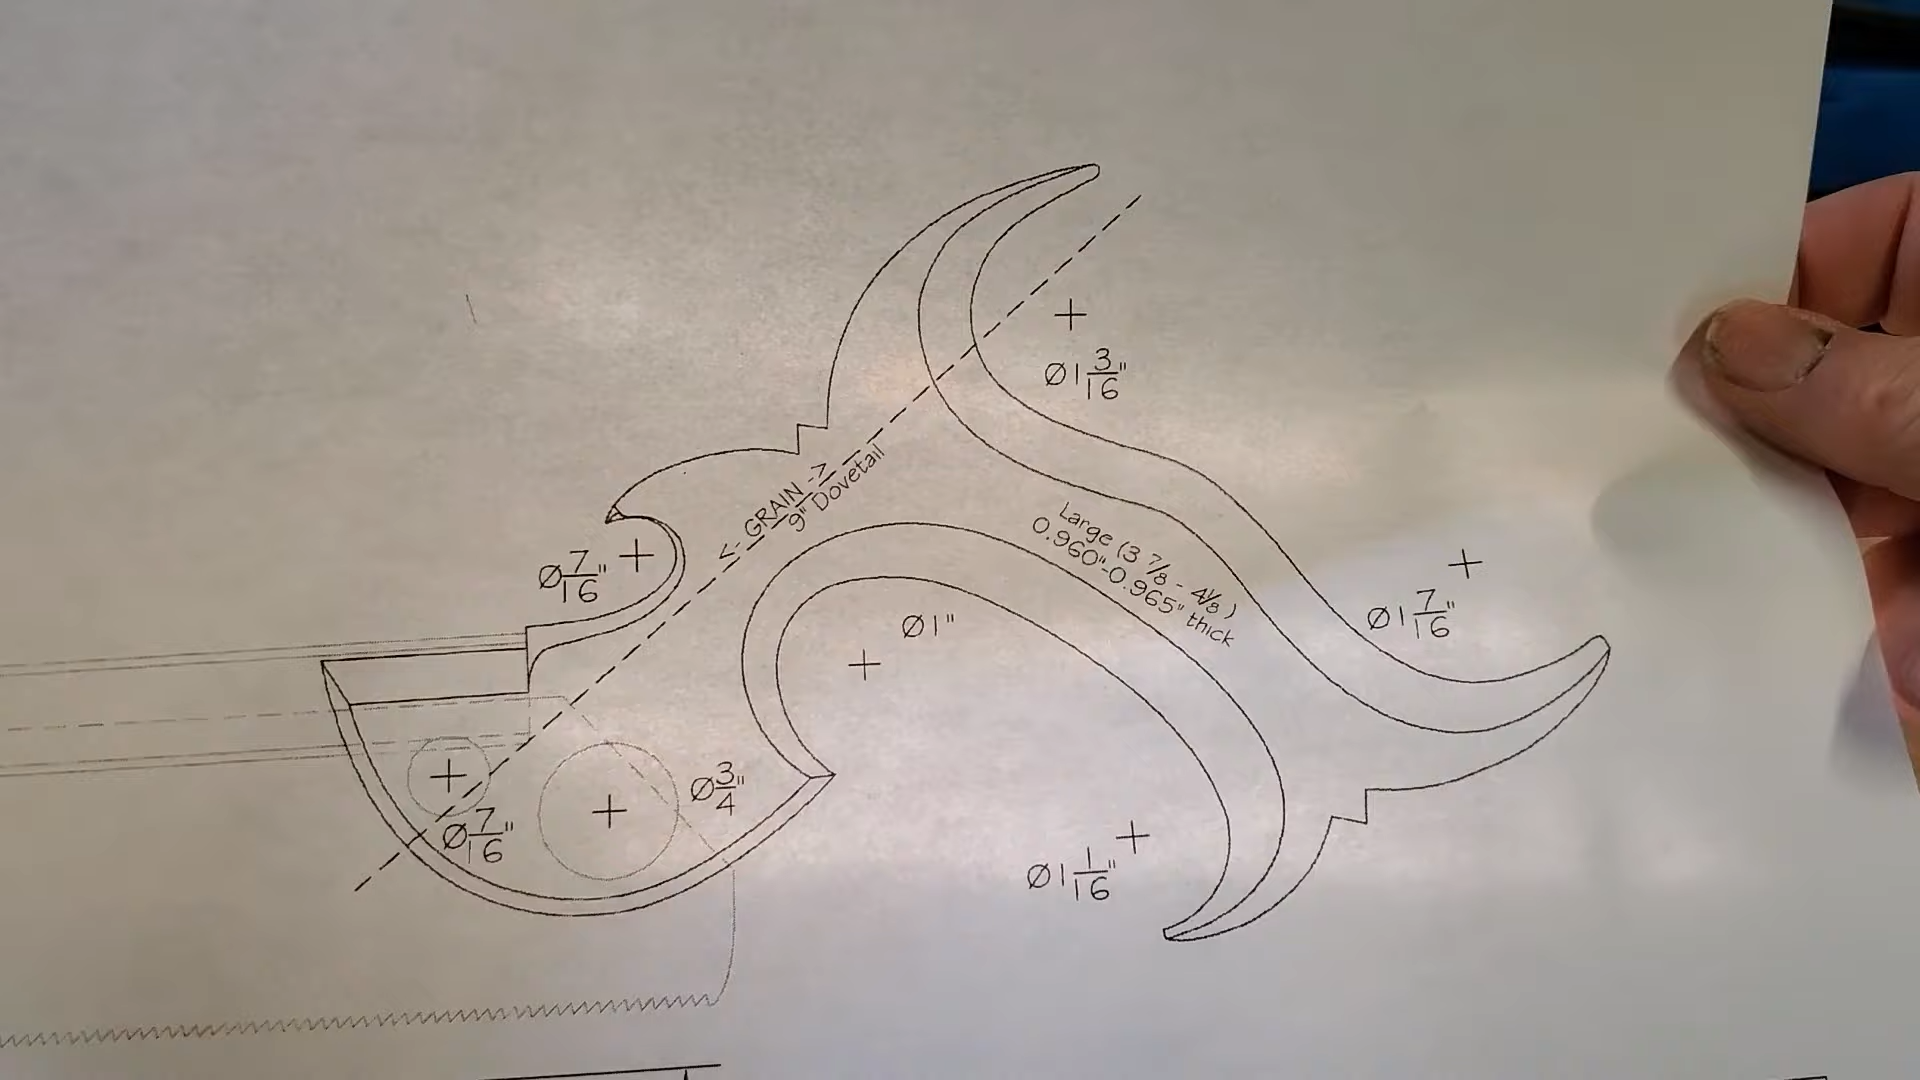 Ø1 3/16"
<- GRAIN ->
9" Dovetail
Large (3 7/8 - 4 1/8)
0.960"-0.965" thick
Ø7/16"
Ø1"
Ø1 7/16"
Ø3/4"
Ø7/16"
Ø1 1/16"